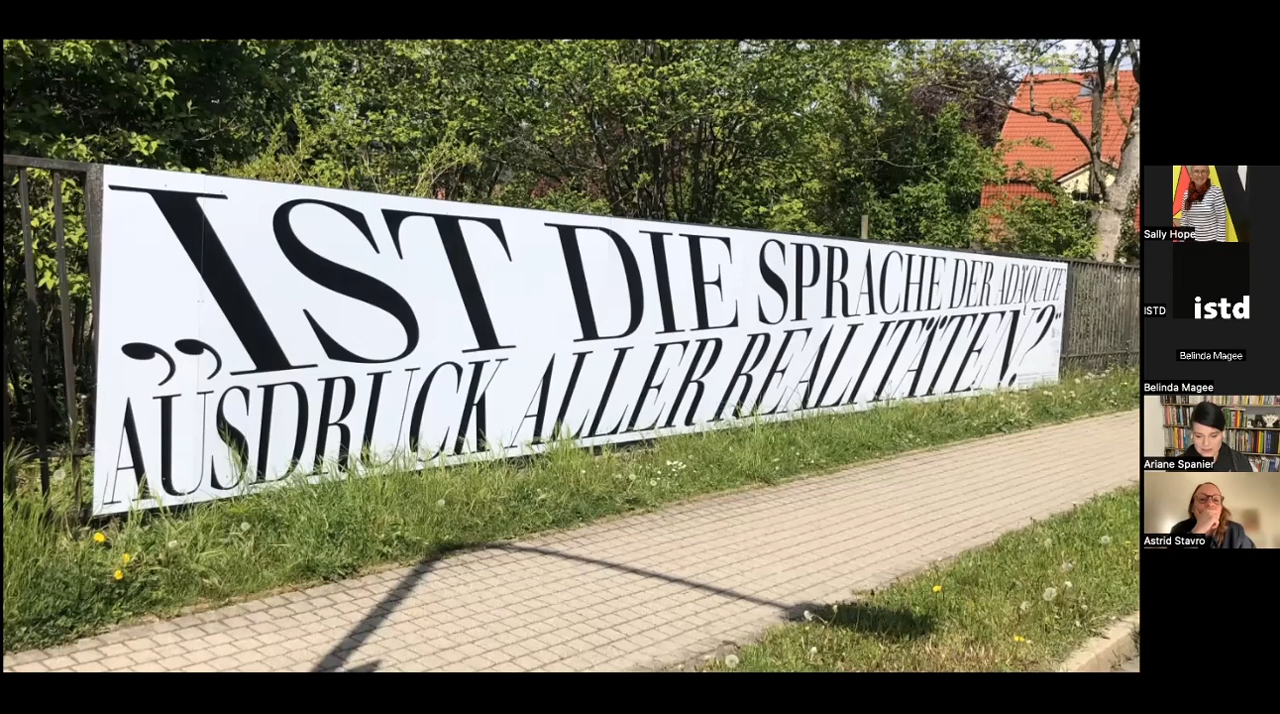 „IST DIE SPRACHE DER ADÄQUATE
AUSDRUCK ALLER REALITÄTEN?“
Sally Hope
istd
ISTD
Belinda Magee
Belinda Magee
Ariane Spanier
Astrid Stavro